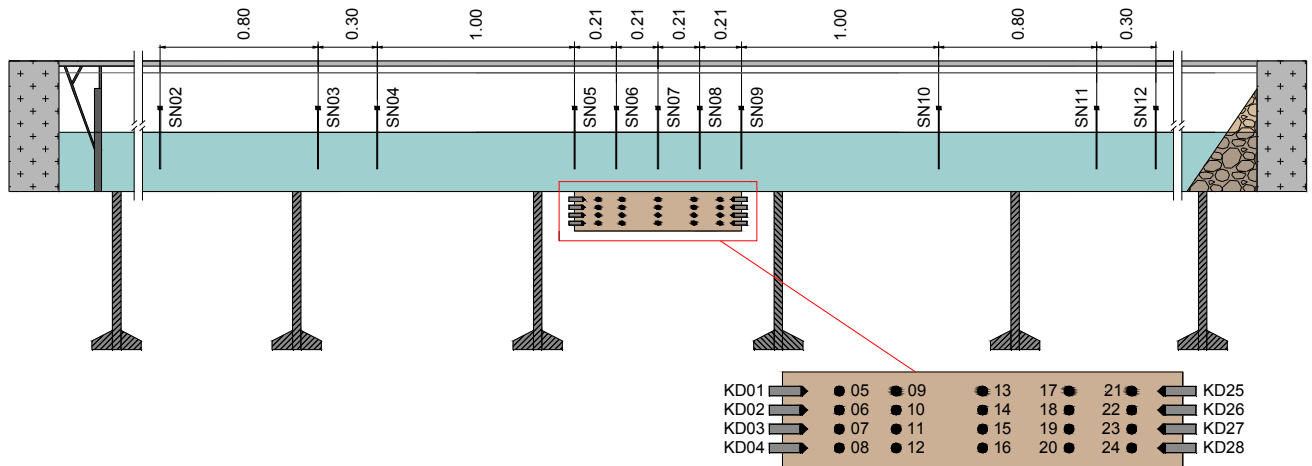 0.80 0.30 1.00 0.21 0.21 0.21 0.21 1.00 0.80 0.30
SN02 SN03 SN04 SN05 SN06 SN07 SN08 SN09 SN10 SN11 SN12
KD01 05 09 13 17 21 KD25
KD02 06 10 14 18 22 KD26
KD03 07 11 15 19 23 KD27
KD04 08 12 16 20 24 KD28